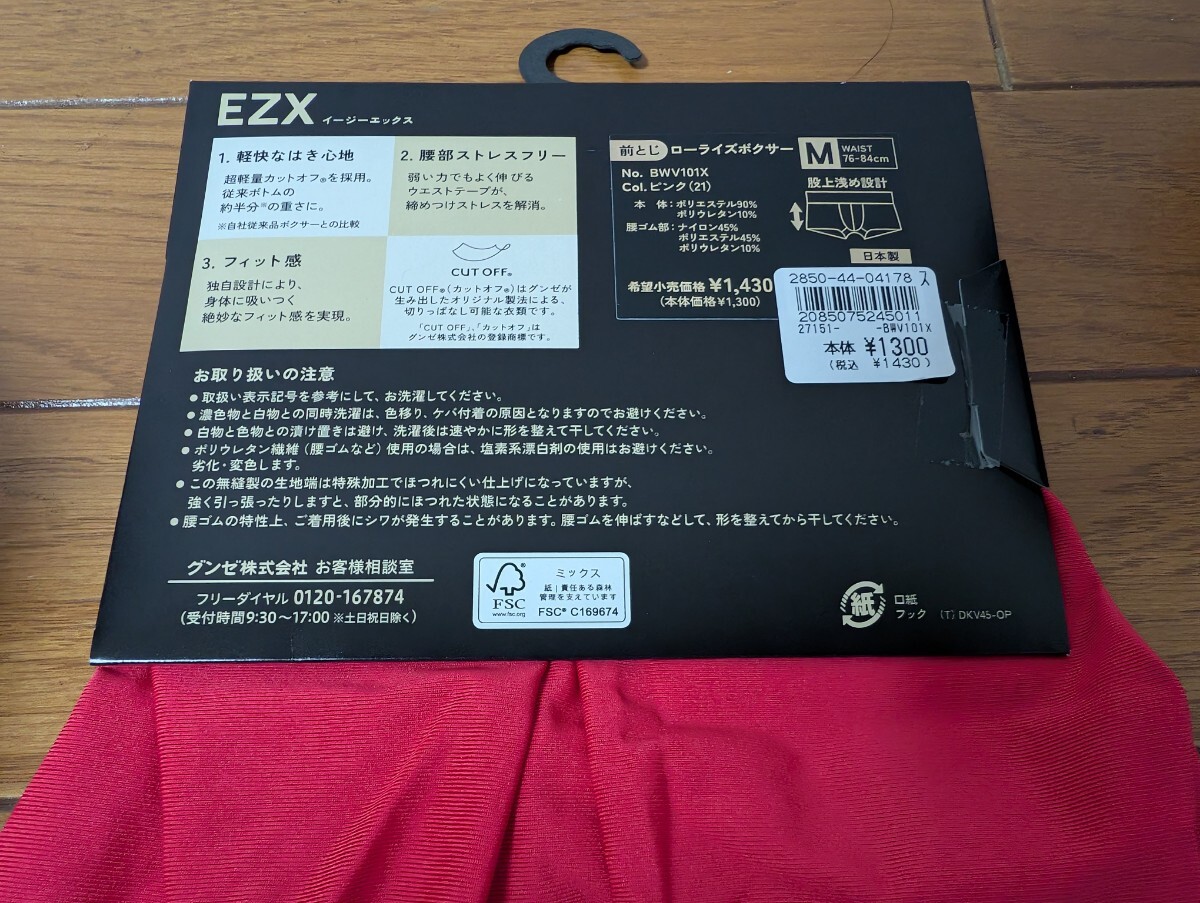 EZX イージーエックス
1. 軽快なはき心地
超軽量カットオフ®を採用。
従来ボトムの
約半分※の重さに。
※自社従来品ボクサーとの比較
2. 腰部ストレスフリー
弱い力でもよく伸びる
ウエストテープが、
締めつけストレスを解消。
3. フィット感
独自設計により、
身体に吸いつく
絶妙なフィット感を実現。
CUT OFF®
CUT OFF®(カットオフ®)はグンゼが
生み出したオリジナル製法による、
切りっぱなし可能な衣類です。
「CUT OFF」、「カットオフ」は
グンゼ株式会社の登録商標です。
前とじ ローライズボクサー
No. BWV101X
Col. ピンク(21)
本 体:ポリエステル90%
ポリウレタン10%
腰ゴム部:ナイロン45%
ポリエステル45%
ポリウレタン10%
希望小売価格 ¥1,430
(本体価格¥1,300)
M WAIST
76-84cm
股上浅め設計
日本製
2850-44-04178 入
2085075245011
27151- -BWV101X
本体 ¥1300
(税込 ¥1430)
お取り扱いの注意
● 取扱い表示記号を参考にして、お洗濯してください。
● 濃色物と白物との同時洗濯は、色移り、ケバ付着の原因となりますのでお避けください。
● 白物と色物との漬け置きは避け、洗濯後は速やかに形を整えて干してください。
● ポリウレタン繊維(腰ゴムなど)使用の場合は、塩素系漂白剤の使用はお避けください。
劣化・変色します。
● この無縫製の生地端は特殊加工でほつれにくい仕上げになっていますが、
強く引っ張ったりしますと、部分的にほつれた状態になることがあります。
● 腰ゴムの特性上、ご着用後にシワが発生することがあります。腰ゴムを伸ばすなどして、形を整えてから干してください。
グンゼ株式会社 お客様相談室
フリーダイヤル 0120-167874
(受付時間9:30～17:00 ※土日祝日除く)
FSC
www.fsc.org
ミックス
紙|責任ある森林
管理を支えています
FSC® C169674
紙
口紙
フック (T) DKV45-OP